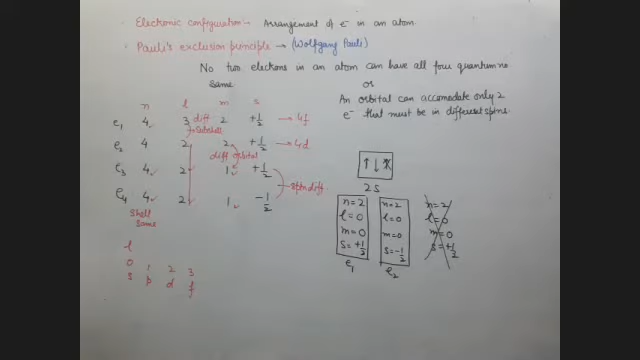 Electronic configuration - Arrangement of e⁻ in an atom.
Pauli's exclusion principle → (Wolfgang Pauli)
No two electrons in an atom can have all four quantum no
same
or
An orbital can accomodate only 2
e⁻ that must be in different spins.
n l m s
e₁ 4 3 2 +1/2 → 4f
diff subshell
e₂ 4 2 2 +1/2 → 4d
diff orbital
e₃ 4 2 1 +1/2
spin diff
e₄ 4 2 1 -1/2
Shell same
↑ ↓
2s
n=2 n=2 n=2
l=0 l=0 l=0
m=0 m=0 m=0
s=+1/2 s=-1/2 s=+1/2
e₁ e₂
l
0 1 2 3
s p d f